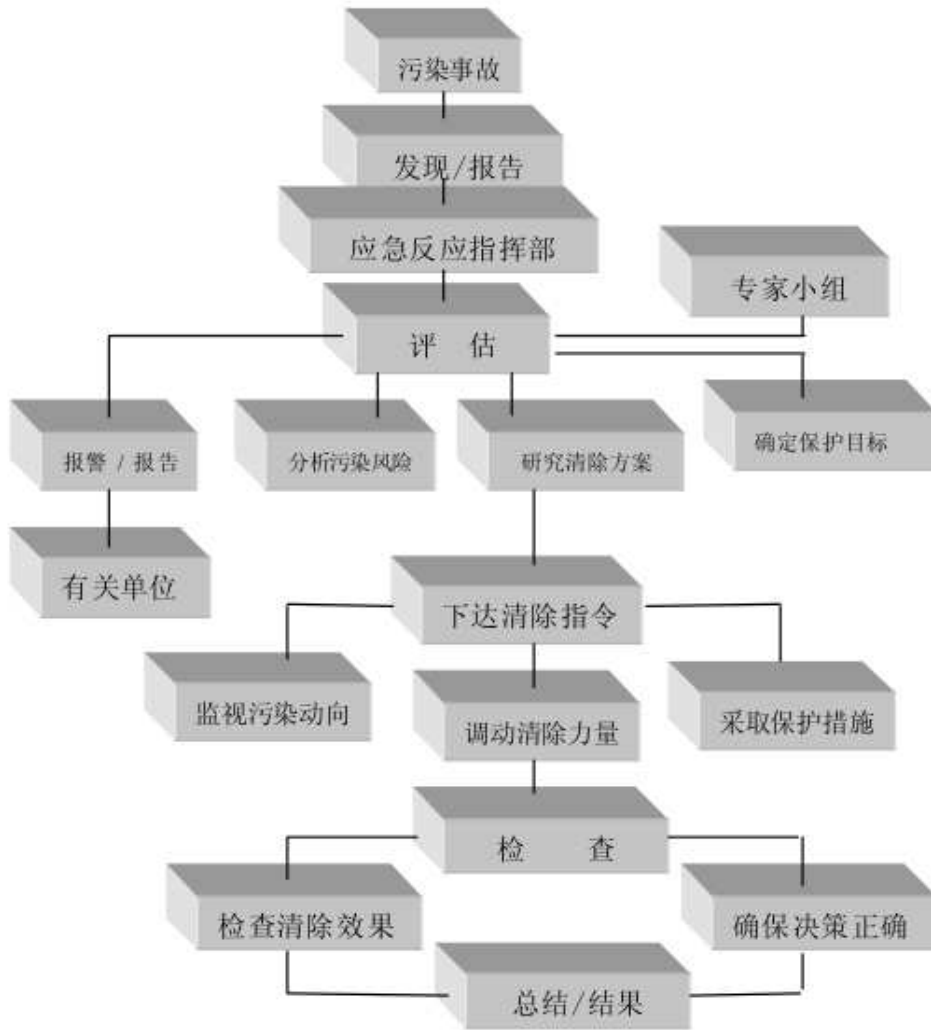 污染事故
发现/报告
应急反应指挥部
专家小组
评 估
报警 / 报告
分析污染风险
研究清除方案
确定保护目标
有关单位
下达清除指令
监视污染动向
调动清除力量
采取保护措施
检 查
检查清除效果
确保决策正确
总结/结果